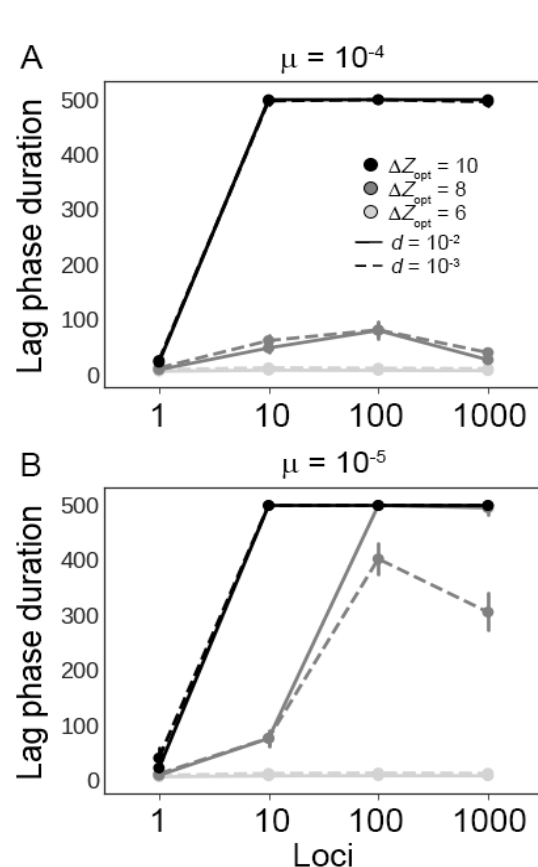 A
μ = 10⁻⁴
Lag phase duration
500
400
300
200
100
0
ΔZopt = 10
ΔZopt = 8
ΔZopt = 6
d = 10⁻²
d = 10⁻³
1 10 100 1000
B
μ = 10⁻⁵
Lag phase duration
500
400
300
200
100
0
1 10 100 1000
Loci